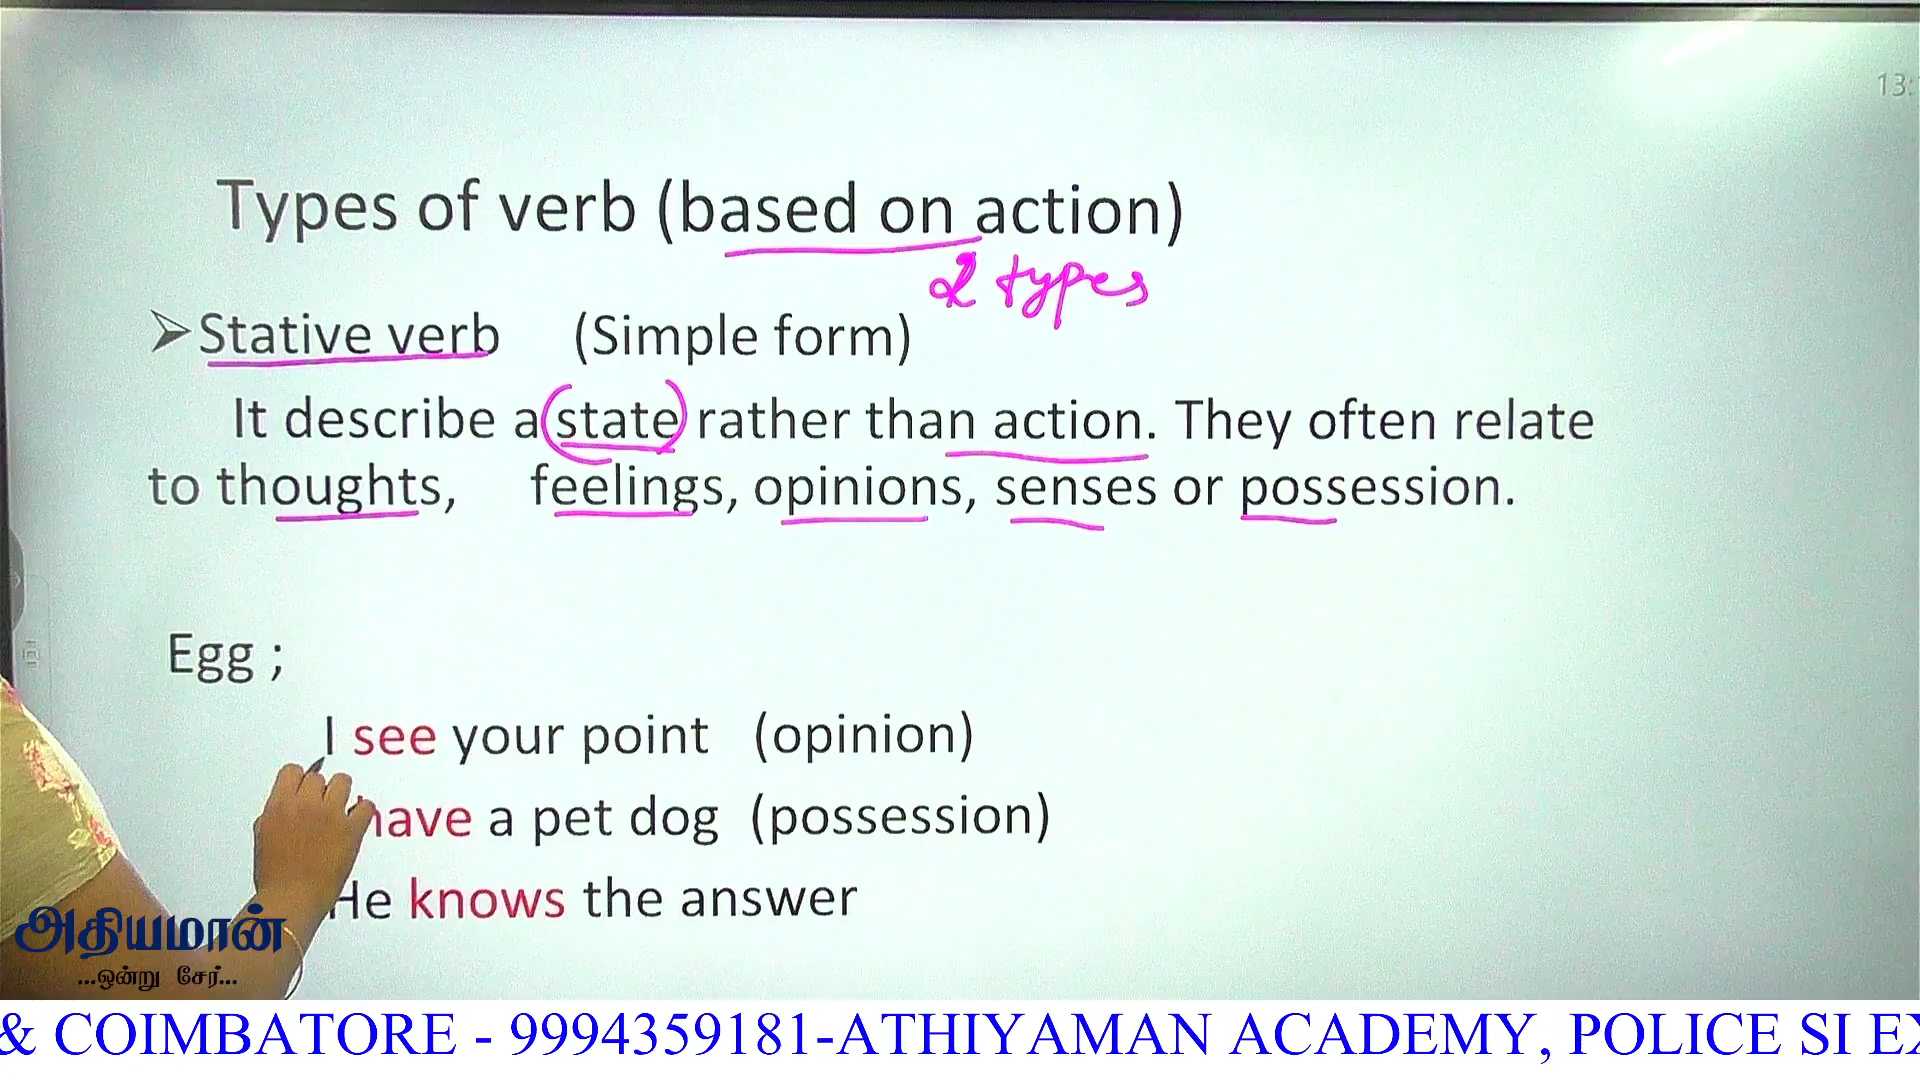 13:
Types of verb (based on action)
2 types
➢Stative verb (Simple form)
It describe a state rather than action. They often relate
to thoughts, feelings, opinions, senses or possession.
Egg ;
I see your point (opinion)
have a pet dog (possession)
He knows the answer
அதியமான்
...ஒன்று சேர்...
& COIMBATORE - 9994359181-ATHIYAMAN ACADEMY, POLICE SI EX